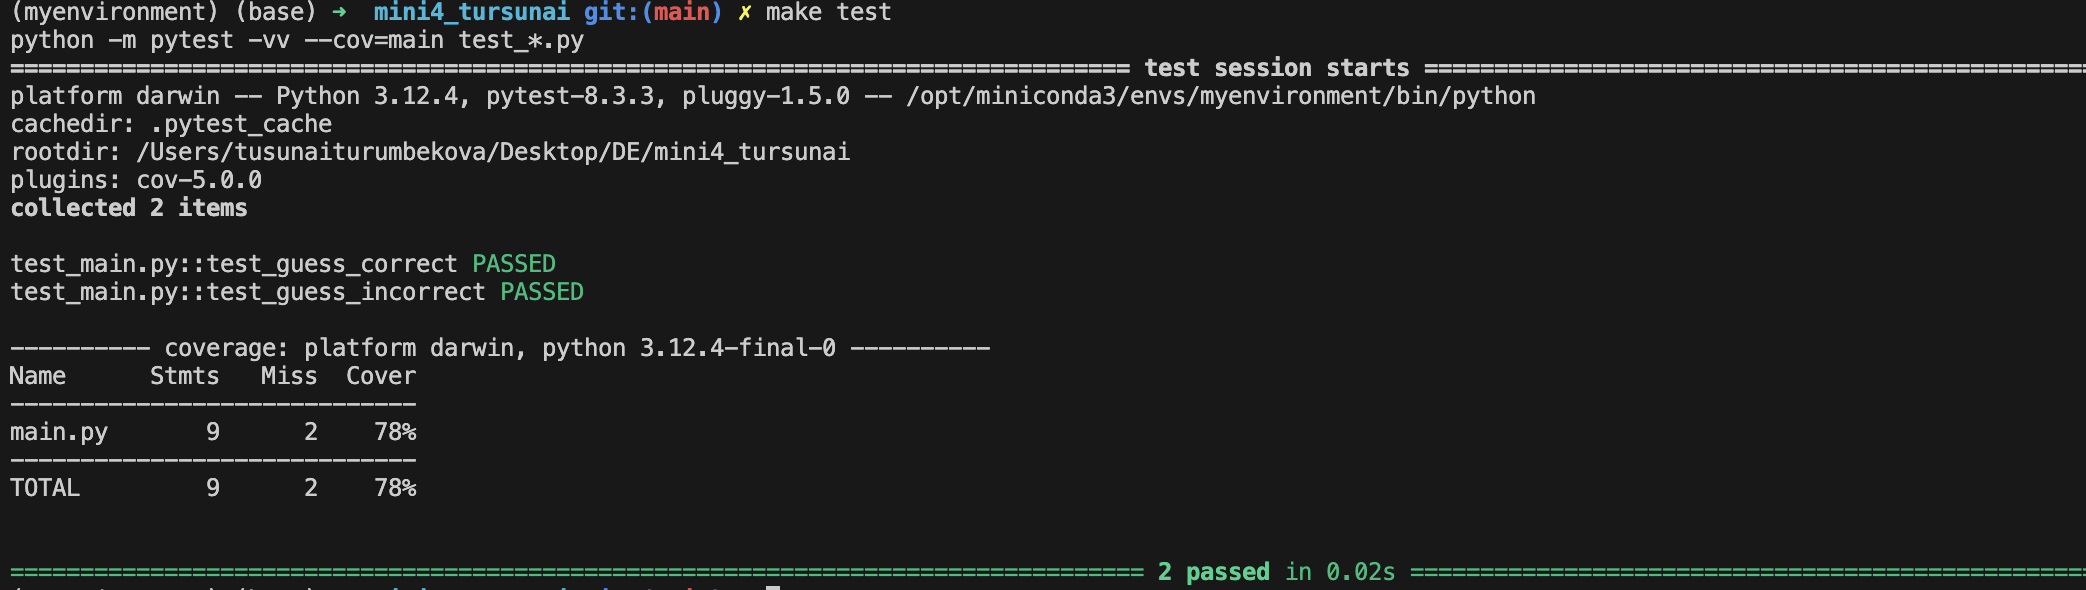 (myenvironment) (base) ➜  mini4_tursunai git:(main) ✗ make test
python -m pytest -vv --cov=main test_*.py
================================================================================ test session starts ================================================
platform darwin -- Python 3.12.4, pytest-8.3.3, pluggy-1.5.0 -- /opt/miniconda3/envs/myenvironment/bin/python
cachedir: .pytest_cache
rootdir: /Users/tusunaiturumbekova/Desktop/DE/mini4_tursunai
plugins: cov-5.0.0
collected 2 items
test_main.py::test_guess_correct PASSED
test_main.py::test_guess_incorrect PASSED
---------- coverage: platform darwin, python 3.12.4-final-0 ----------
Name      Stmts   Miss  Cover
-----------------------------
main.py       9      2    78%
-----------------------------
TOTAL         9      2    78%
================================================================================= 2 passed in 0.02s =================================================